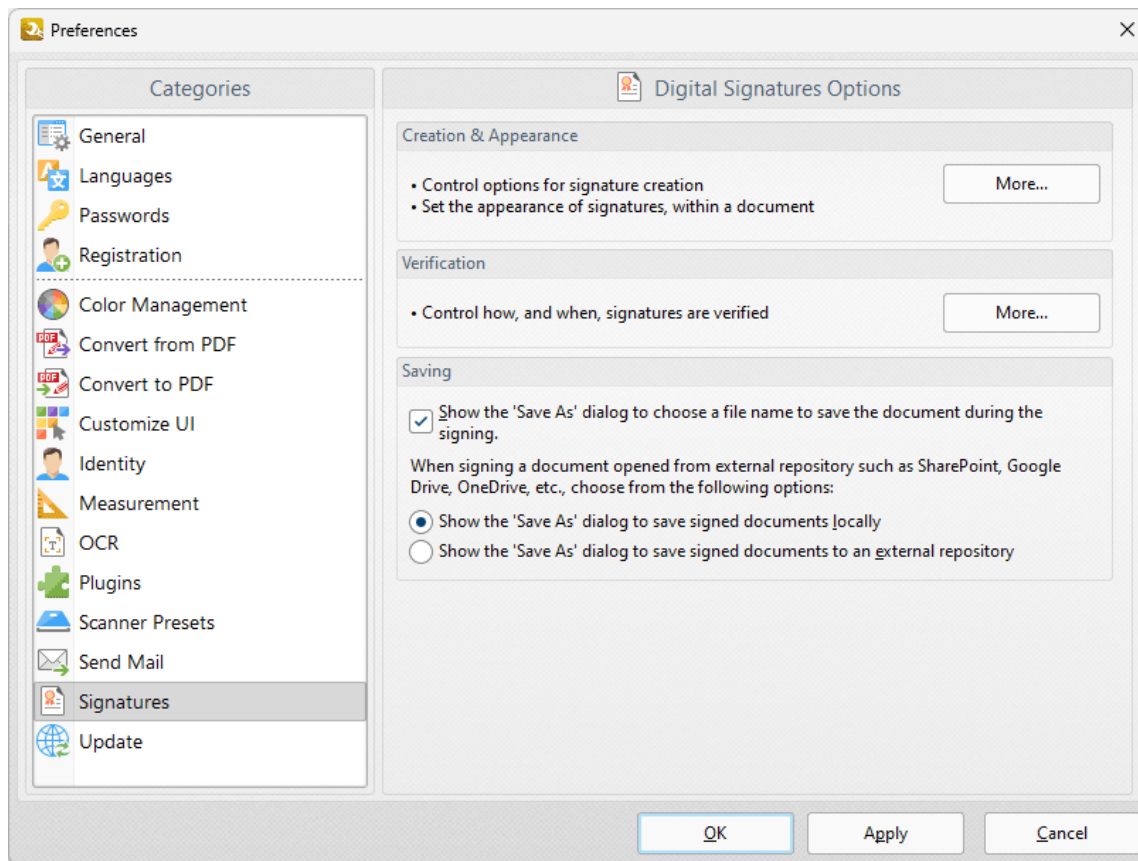 Preferences
Categories
General
Languages
Passwords
Registration
Color Management
Convert from PDF
Convert to PDF
Customize UI
Identity
Measurement
OCR
Plugins
Scanner Presets
Send Mail
Signatures
Update
Digital Signatures Options
Creation & Appearance
• Control options for signature creation
• Set the appearance of signatures, within a document
More...
Verification
• Control how, and when, signatures are verified
More...
Saving
Show the 'Save As' dialog to choose a file name to save the document during the
signing.
When signing a document opened from external repository such as SharePoint, Google
Drive, OneDrive, etc., choose from the following options:
Show the 'Save As' dialog to save signed documents locally
Show the 'Save As' dialog to save signed documents to an external repository
OK
Apply
Cancel